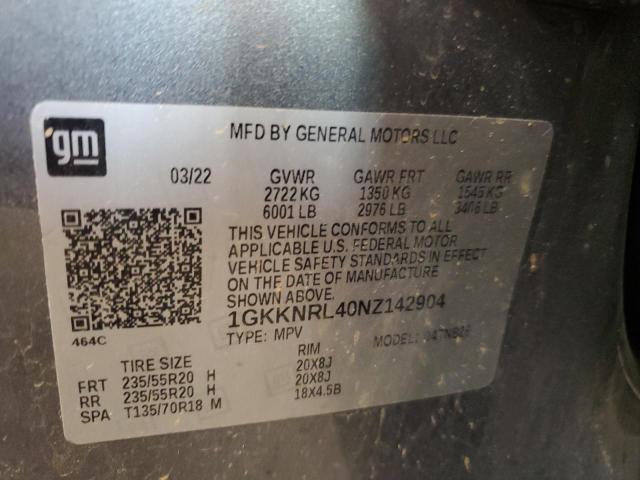 gm
MFD BY GENERAL MOTORS LLC
03/22 GVWR GAWR FRT GAWR RR
2722 KG 1350 KG 1545 KG
6001 LB 2976 LB 3406 LB
THIS VEHICLE CONFORMS TO ALL
APPLICABLE U.S. FEDERAL MOTOR
VEHICLE SAFETY STANDARDS IN EFFECT
ON THE DATE OF MANUFACTURE
SHOWN ABOVE.
1GKKNRL40NZ142904
464C
TYPE: MPV MODEL:
TIRE SIZE RIM
FRT 235/55R20 H 20X8J
RR 235/55R20 H 20X8J
SPA T135/70R18 M 18X4.5B